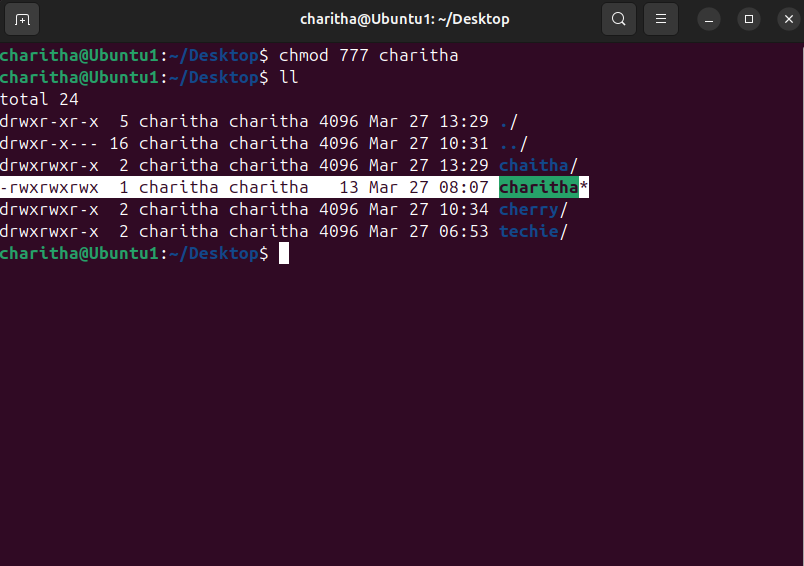 charitha@Ubuntu1: ~/Desktop
charitha@Ubuntu1:~/Desktop$ chmod 777 charitha
charitha@Ubuntu1:~/Desktop$ ll
total 24
drwxr-xr-x  5 charitha charitha 4096 Mar 27 13:29 ./
drwxr-x--- 16 charitha charitha 4096 Mar 27 10:31 ../
drwxrwxr-x  2 charitha charitha 4096 Mar 27 13:29 chaitha/
-rwxrwxrwx  1 charitha charitha   13 Mar 27 08:07 charitha*
drwxrwxr-x  2 charitha charitha 4096 Mar 27 10:34 cherry/
drwxrwxr-x  2 charitha charitha 4096 Mar 27 06:53 techie/
charitha@Ubuntu1:~/Desktop$